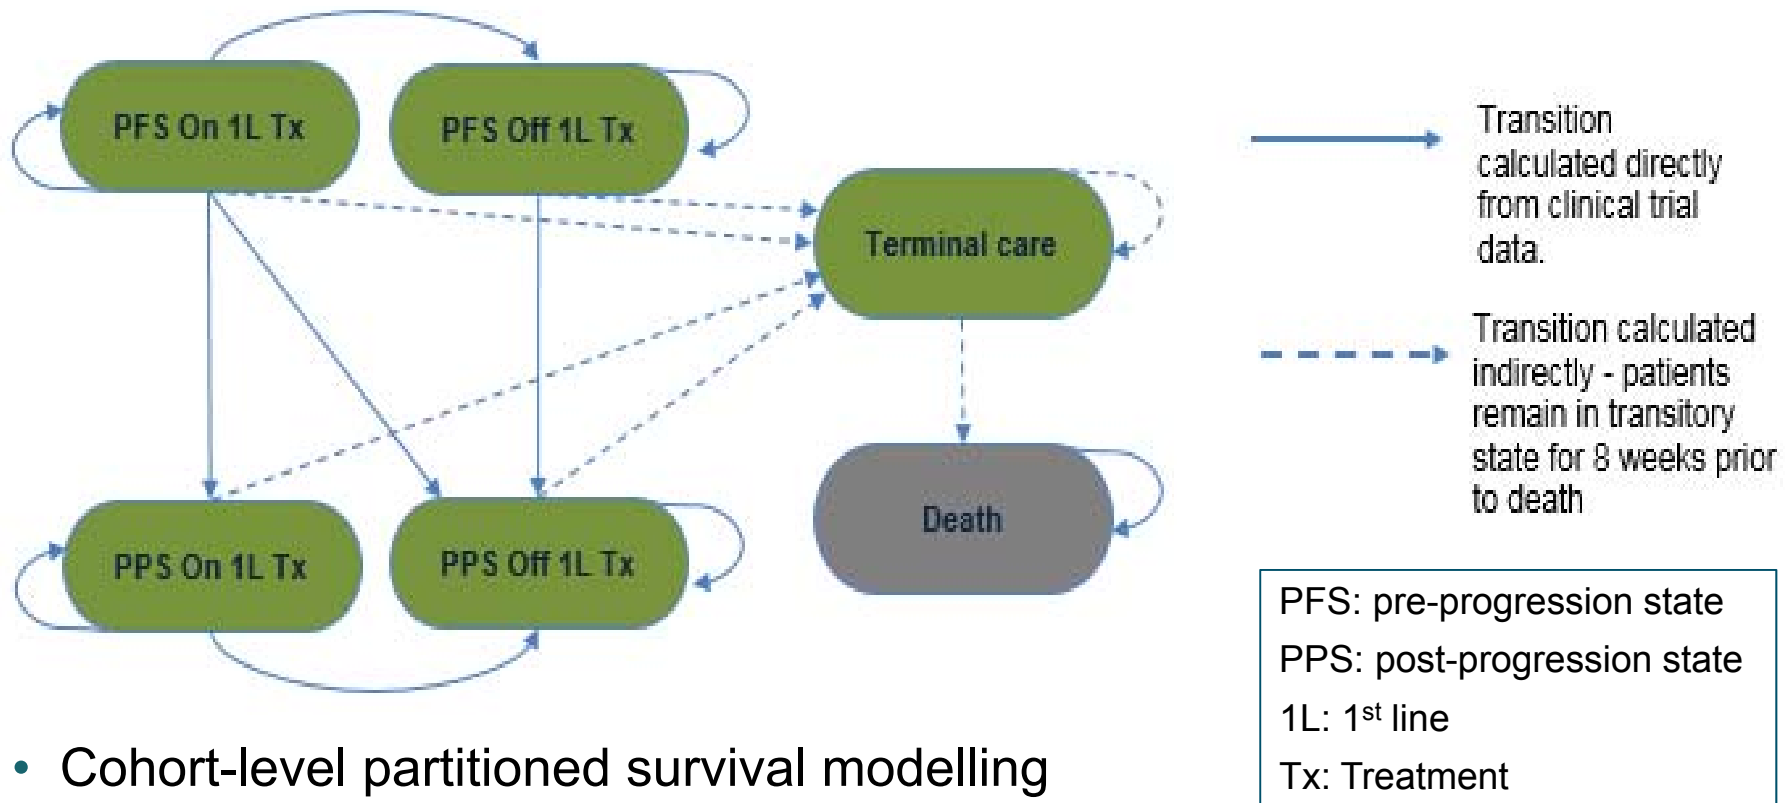 PFS On 1L Tx
PFS Off 1L Tx
Terminal care
PPS On 1L Tx
PPS Off 1L Tx
Death
Transition
calculated directly
from clinical trial
data.
Transition calculated
indirectly - patients
remain in transitory
state for 8 weeks prior
to death
PFS: pre-progression state
PPS: post-progression state
1L: 1st line
Tx: Treatment
• Cohort-level partitioned survival modelling